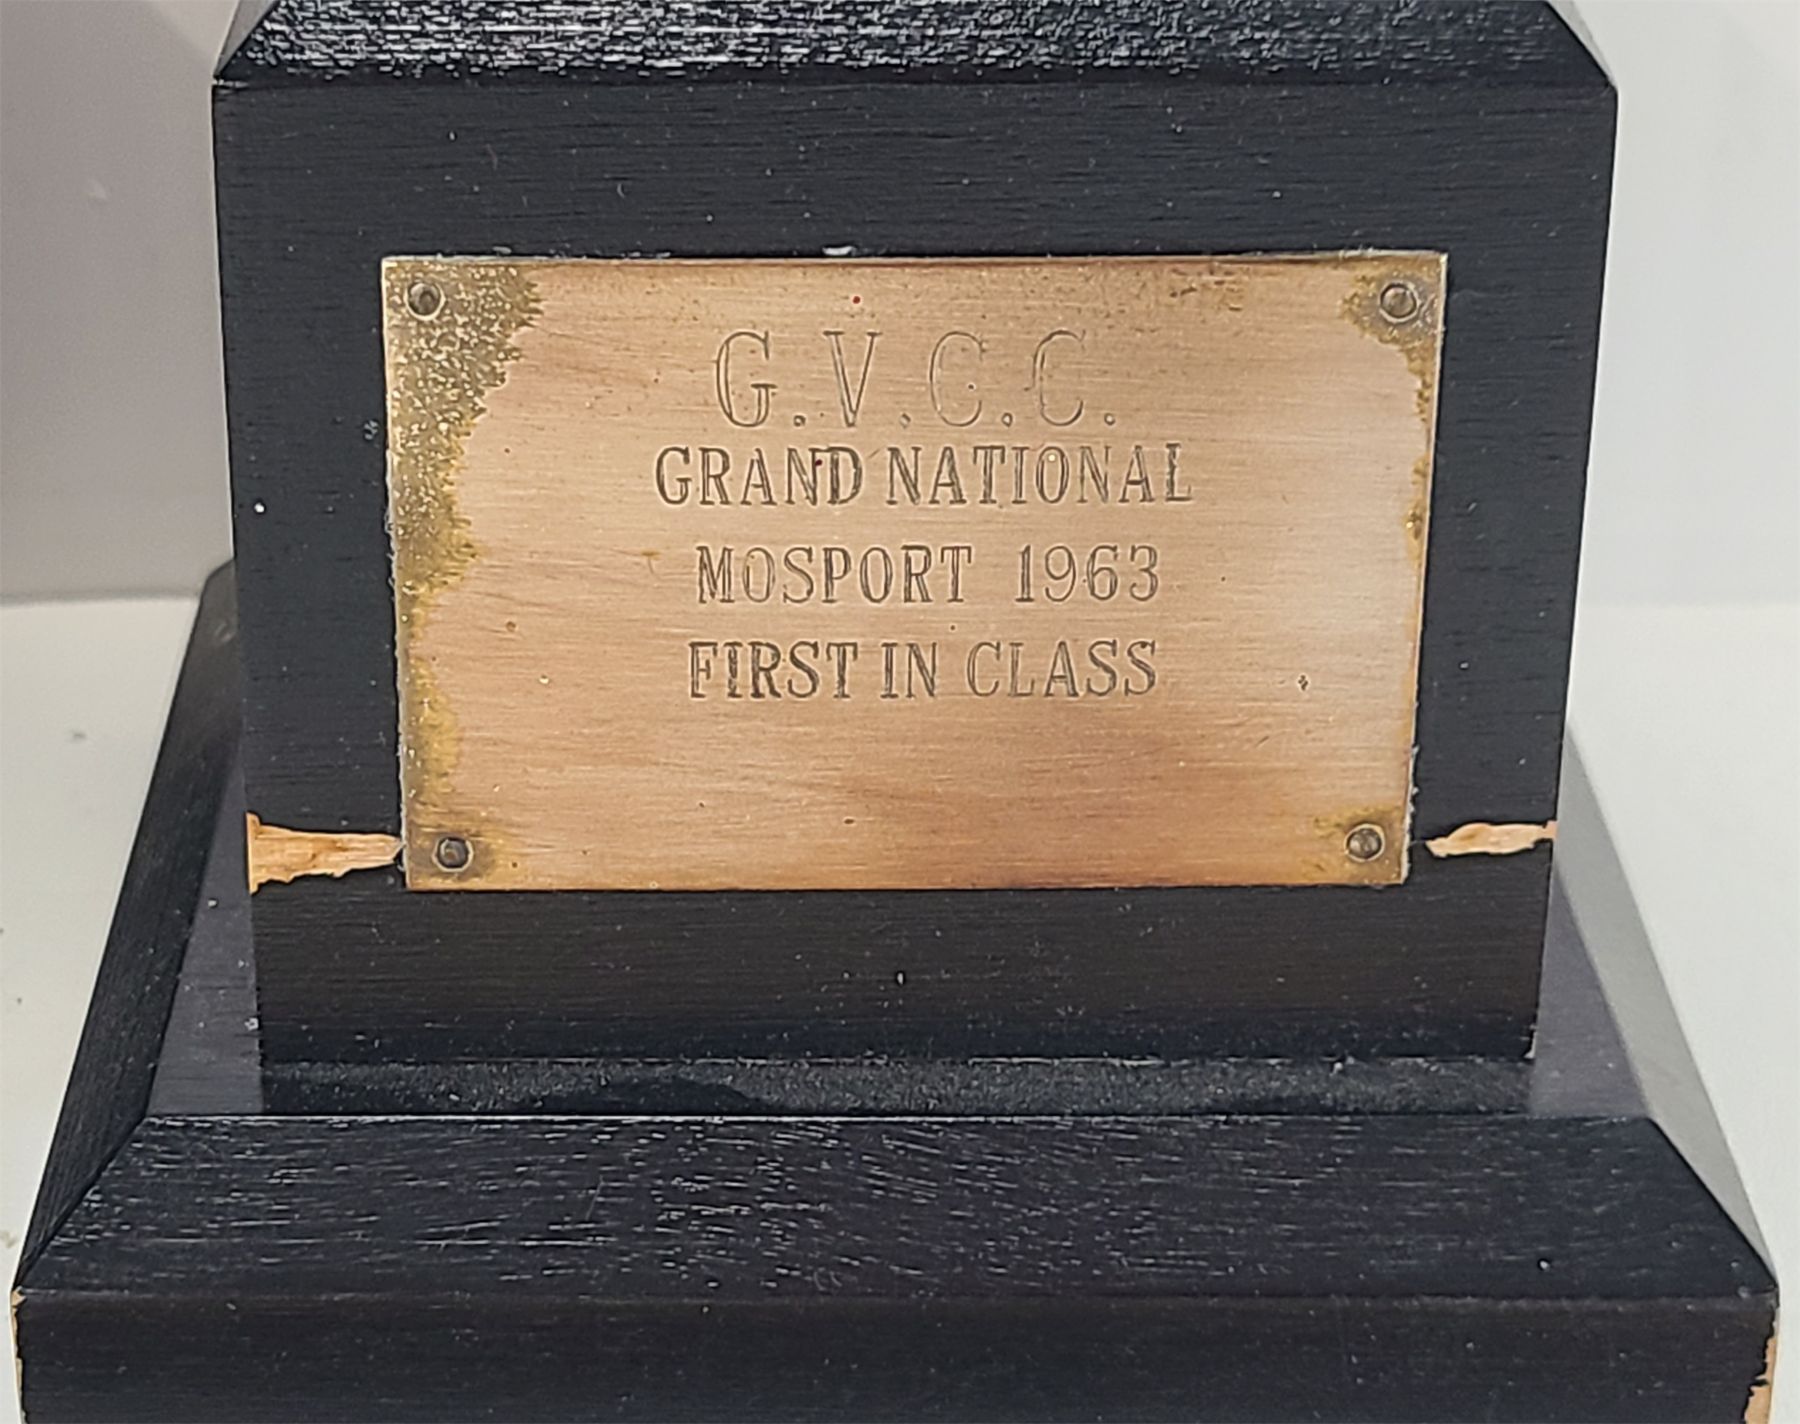 G.V.C.C.
GRAND NATIONAL
MOSPORT 1963
FIRST IN CLASS